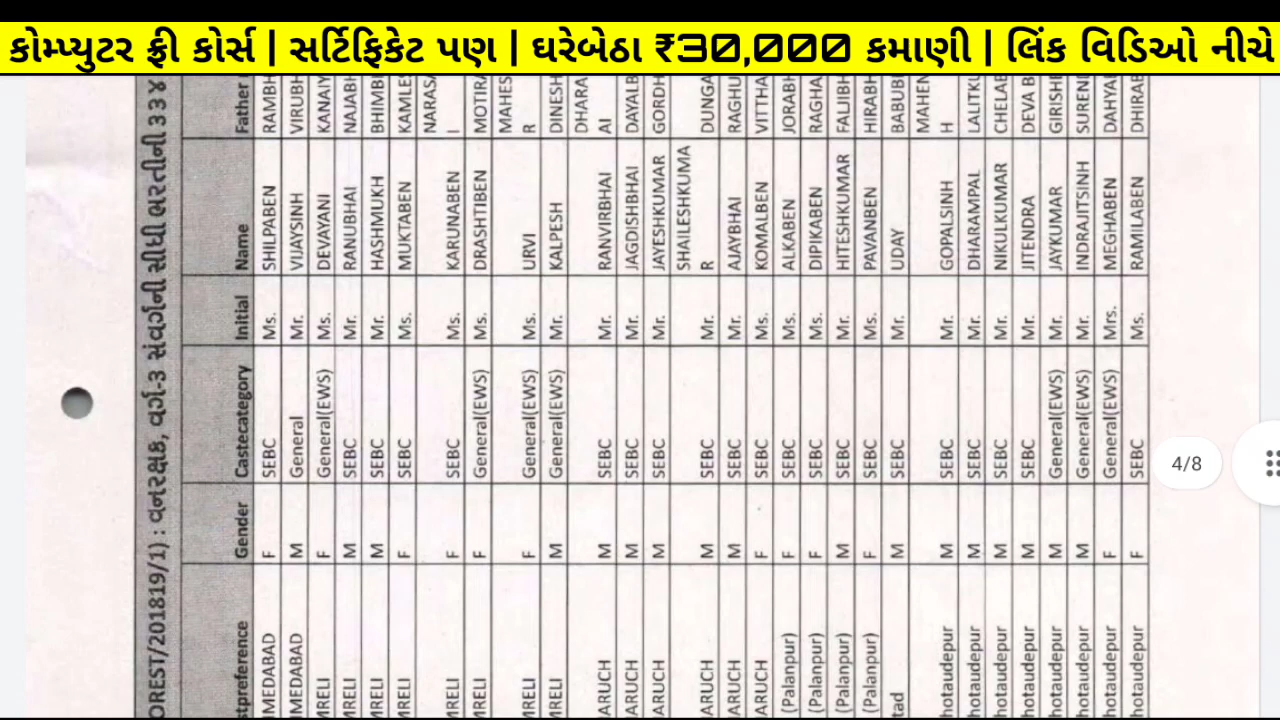 કોમ્પ્યુટર ફ્રી કોર્સ | સર્ટિફિકેટ પણ | ઘરેબેઠા ₹30,000 કમાણી | લિંક વિડિઓ નીચે
OREST/201819/1) : વનરક્ષક, વર્ગ-૩ સંવર્ગની સીધી ભરતીની ૩૩૪
stpreference Gender Castecategory Initial Name Father
MEDABAD F SEBC Ms. SHILPABEN RAMBH
MEDABAD M General Mr. VIJAYSINH VIRUBH
MRELI F General(EWS) Ms. DEVAYANI KANAIY
MRELI M SEBC Mr. RANUBHAI NAJABH
MRELI M SEBC Mr. HASHMUKH BHIMBH
MRELI F SEBC Ms. MUKTABEN KAMLE
NARASA
MRELI F SEBC Ms. KARUNABEN I
MRELI F General(EWS) Ms. DRASHTIBEN MOTIRA
MAHES
MRELI F General(EWS) Ms. URVI R
MRELI M General(EWS) Mr. KALPESH DINESH
DHARA
ARUCH M SEBC Mr. RANVIRBHAI AI
ARUCH M SEBC Mr. JAGDISHBHAI DAYALB
ARUCH M SEBC Mr. JAYESHKUMAR GORDH
SHAILESHKUMA
ARUCH M SEBC Mr. R DUNGA
ARUCH M SEBC Mr. AJAYBHAI RAGHU
ARUCH F SEBC Ms. KOMALBEN VITTHA
(Palanpur) F SEBC Ms. ALKABEN JORABH
(Palanpur) F SEBC Ms. DIPIKABEN RAGHA
(Palanpur) M SEBC Mr. HITESHKUMAR FALJIBH
(Palanpur) F SEBC Ms. PAVANBEN HIRABH
tad M SEBC Mr. UDAY BABUBH
MAHEN
hotaudepur M SEBC Mr. GOPALSINH H
hotaudepur M SEBC Mr. DHARAMPAL LALITKU
hotaudepur M SEBC Mr. NIKULKUMAR CHELAB
hotaudepur M SEBC Mr. JITENDRA DEVA B
hotaudepur M General(EWS) Mr. JAYKUMAR GIRISHB
hotaudepur M General(EWS) Mr. INDRAJITSINH SUREND
hotaudepur F General(EWS) Mrs. MEGHABEN DAHYA
hotaudepur F SEBC Ms. RAMILABEN DHIRAB
4/8